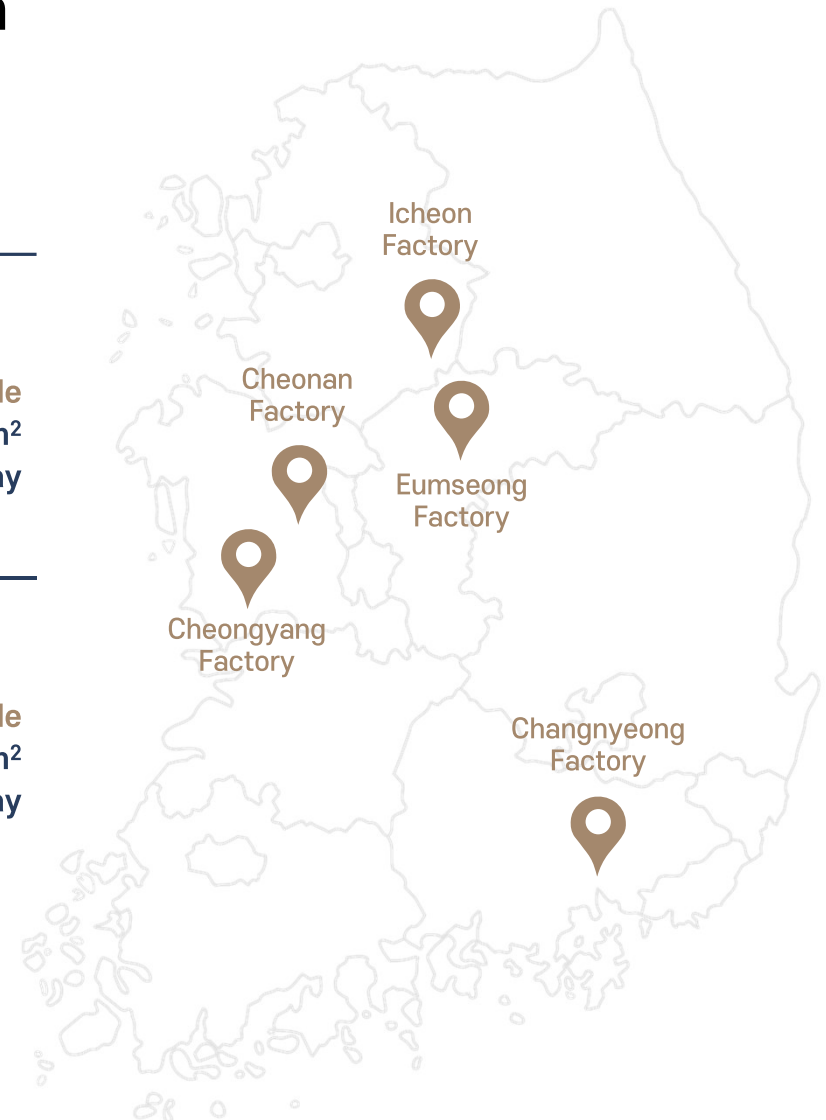 Icheon
Factory
Cheonan
Factory
Eumseong
Factory
Cheongyang
Factory
Changnyeong
Factory